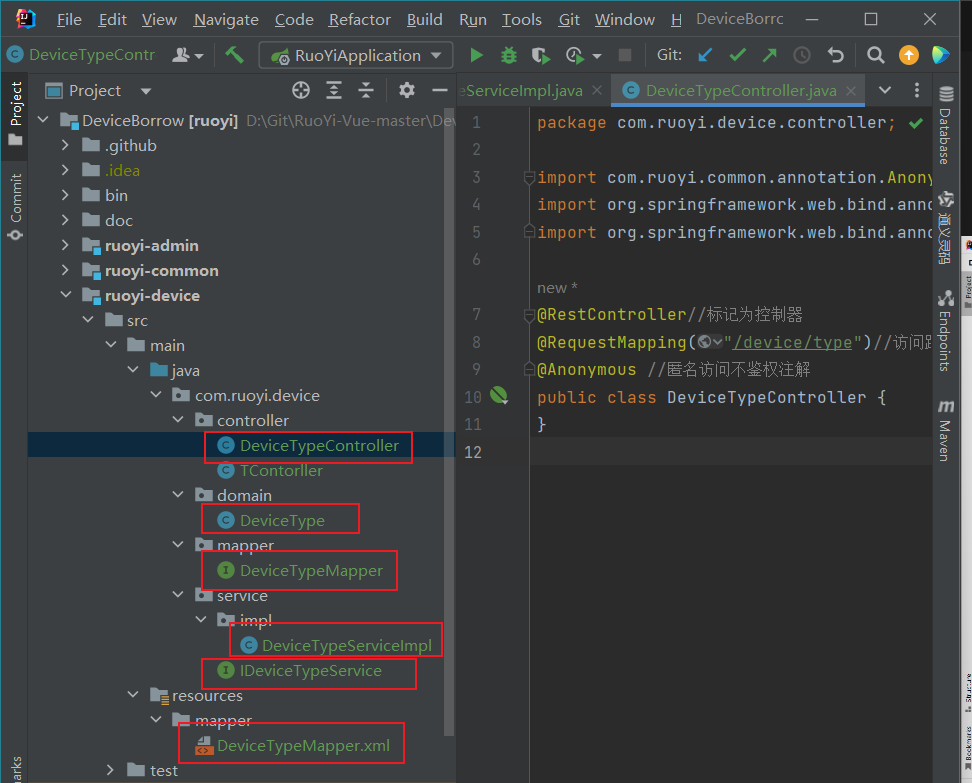 File Edit View Navigate Code Refactor Build Run Tools Git Window H DeviceBorrc
DeviceTypeContr RuoYiApplication Git:
Project
eServiceImpl.java DeviceTypeController.java
Project
Commit
DeviceBorrow [ruoyi] D:\Git\RuoYi-Vue-master\Dev
.github
.idea
bin
doc
ruoyi-admin
ruoyi-common
ruoyi-device
src
main
java
com.ruoyi.device
controller
DeviceTypeController
TContorller
domain
DeviceType
mapper
DeviceTypeMapper
service
impl
DeviceTypeServiceImpl
IDeviceTypeService
resources
mapper
DeviceTypeMapper.xml
test
1 package com.ruoyi.device.controller;
2
3 import com.ruoyi.common.annotation.Anony
4 import org.springframework.web.bind.anno
5 import org.springframework.web.bind.anno
6
new *
7 @RestController//标记为控制器
8 @RequestMapping("/device/type")//访问路
9 @Anonymous //匿名访问不鉴权注解
10 public class DeviceTypeController {
11 }
12
Database
通义灵码
Endpoints
m Maven
arks
Project
Structure
Bookmarks